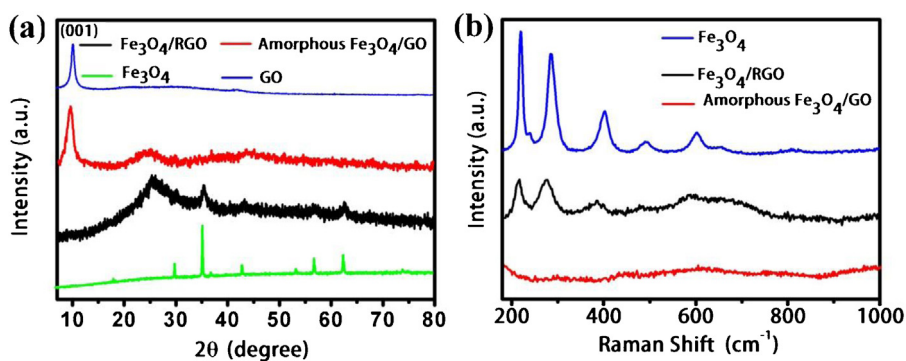 (a)
(001)
Fe₃O₄/RGO
Amorphous Fe₃O₄/GO
Fe₃O₄
GO
Intensity (a.u.)
10 20 30 40 50 60 70 80
2θ (degree)
(b)
Fe₃O₄
Fe₃O₄/RGO
Amorphous Fe₃O₄/GO
Intensity (a.u.)
200 400 600 800 1000
Raman Shift (cm⁻¹)